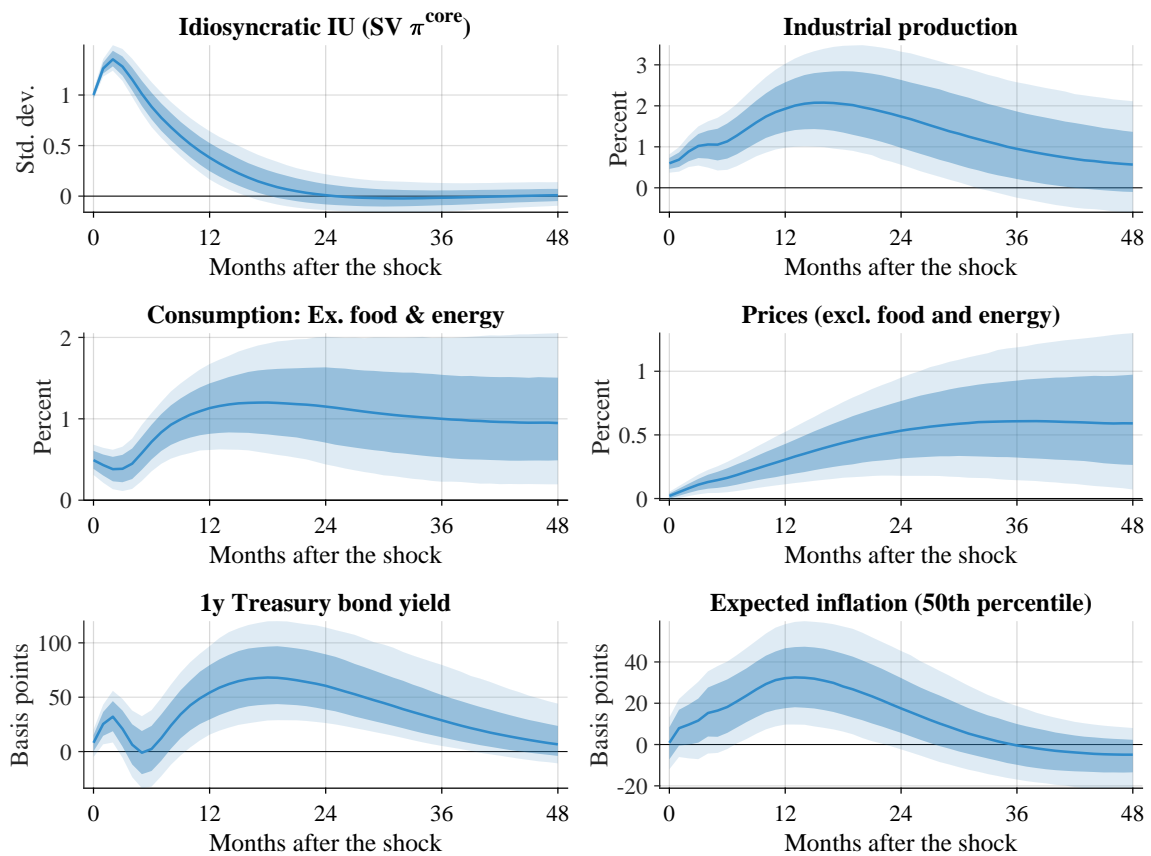 Idiosyncratic IU (SV π^core)
Std. dev.
1
0.5
0
0 12 24 36 48
Months after the shock
Industrial production
Percent
3
2
1
0
0 12 24 36 48
Months after the shock
Consumption: Ex. food & energy
Percent
2
1
0
0 12 24 36 48
Months after the shock
Prices (excl. food and energy)
Percent
1
0.5
0
0 12 24 36 48
Months after the shock
1y Treasury bond yield
Basis points
100
50
0
0 12 24 36 48
Months after the shock
Expected inflation (50th percentile)
Basis points
40
20
0
-20
0 12 24 36 48
Months after the shock